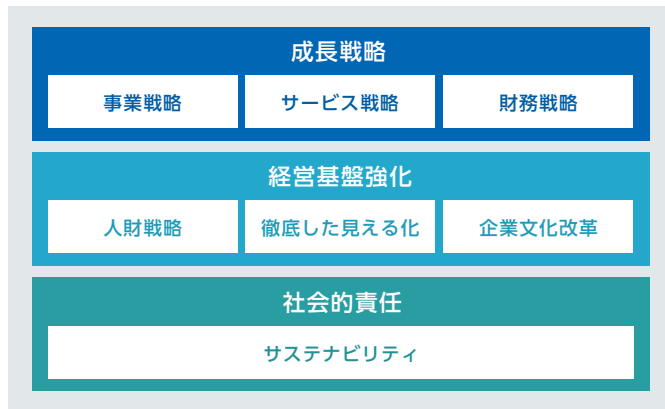 成長戦略
事業戦略 サービス戦略 財務戦略
経営基盤強化
人財戦略 徹底した見える化 企業文化改革
社会的責任
サステナビリティ